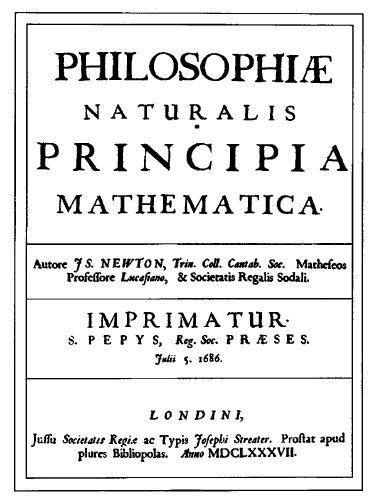 PHILOSOPHIÆ
NATURALIS
PRINCIPIA
MATHEMATICA.
Autore J S. NEWTON, Trin. Coll. Cantab. Soc. Matheseos
Professore Lucasiano, & Societatis Regalis Sodali.
IMPRIMATUR.
S. PEPYS, Reg. Soc. PRÆSES.
Julii 5. 1686.
LONDINI,
Jussu Societatis Regiæ ac Typis Josephi Streater. Prostat apud
plures Bibliopolas. Anno MDCLXXXVII.